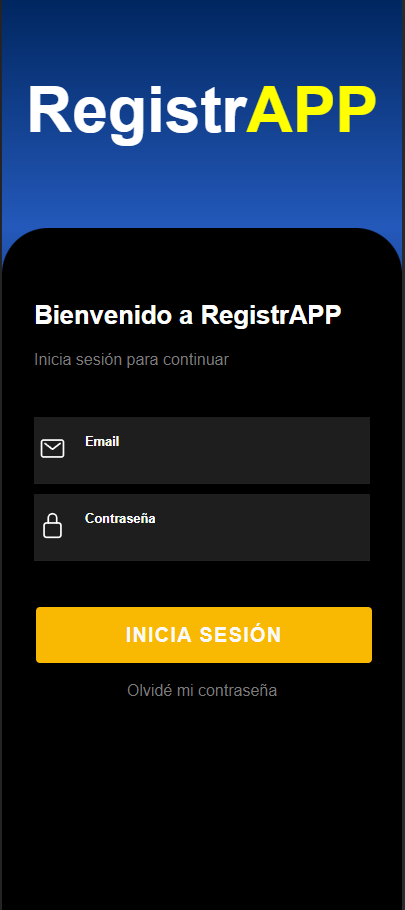 RegistrAPP
Bienvenido a RegistrAPP
Inicia sesión para continuar
Email
Contraseña
INICIA SESIÓN
Olvidé mi contraseña